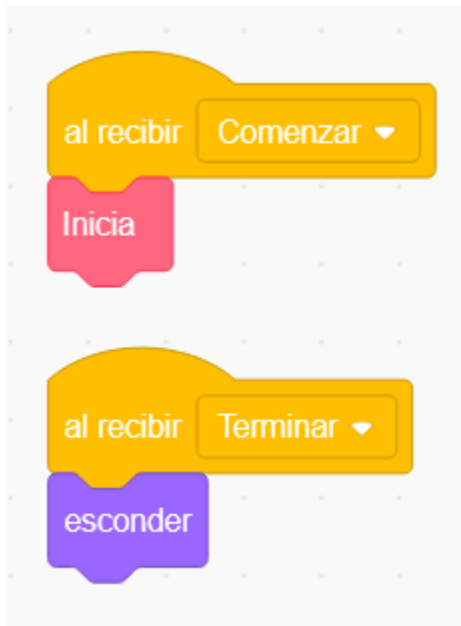 al recibir Comenzar
Inicia
al recibir Terminar
esconder